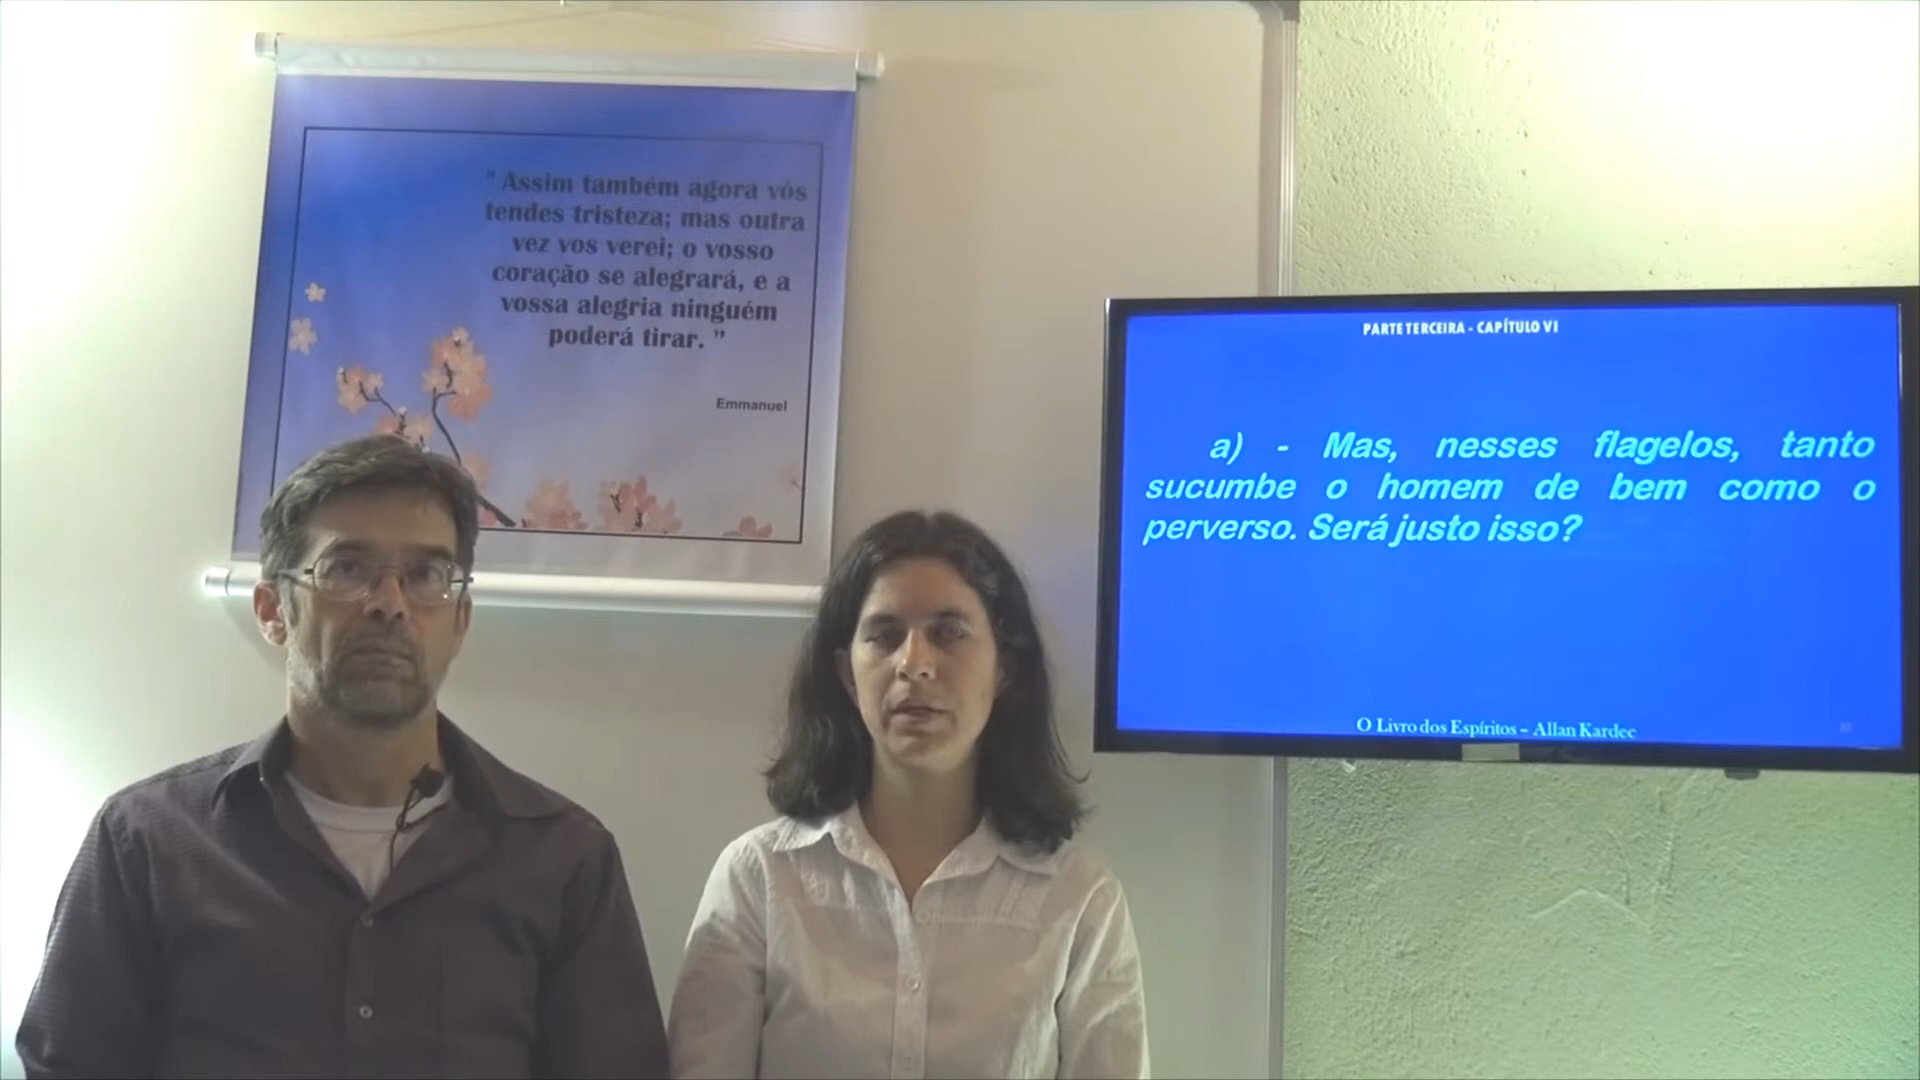 " Assim também agora vós
tendes tristeza; mas outra
vez vos verei; o vosso
coração se alegrará, e a
vossa alegria ninguém
poderá tirar. "
Emmanuel
PARTE TERCEIRA - CAPÍTULO VI
a) - Mas, nesses flagelos, tanto
sucumbe o homem de bem como o
perverso. Será justo isso?
O Livro dos Espíritos – Allan Kardec